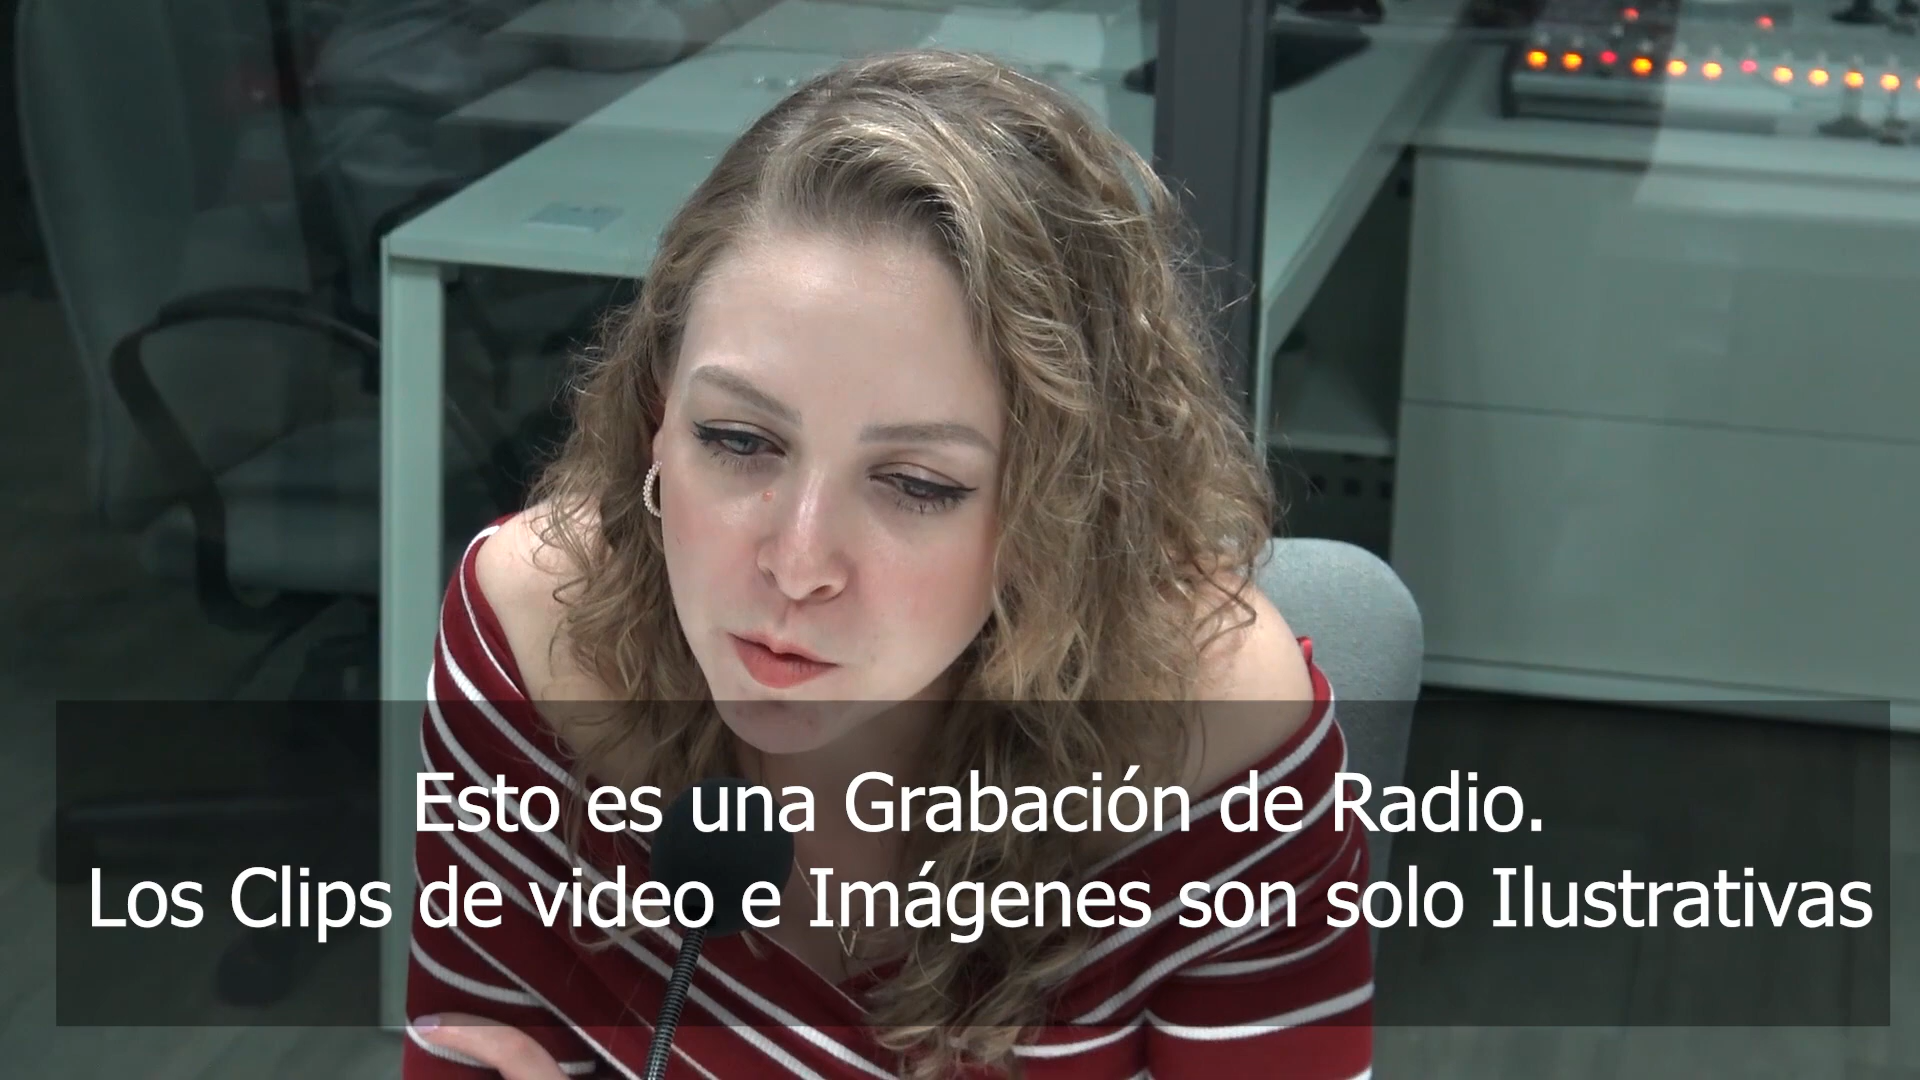 Esto es una Grabación de Radio.
Los Clips de video e Imágenes son solo Ilustrativas